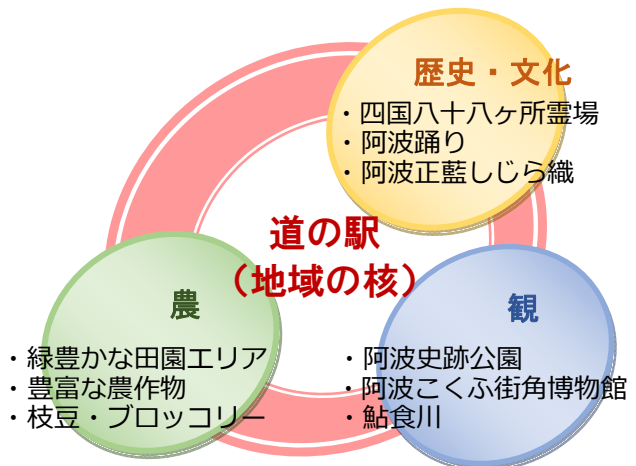 歴史・文化
・四国八十八ヶ所霊場
・阿波踊り
・阿波正藍しじら織
道の駅
（地域の核）
農
・緑豊かな田園エリア
・豊富な農作物
・枝豆・ブロッコリー
観
・阿波史跡公園
・阿波こくふ街角博物館
・鮎食川